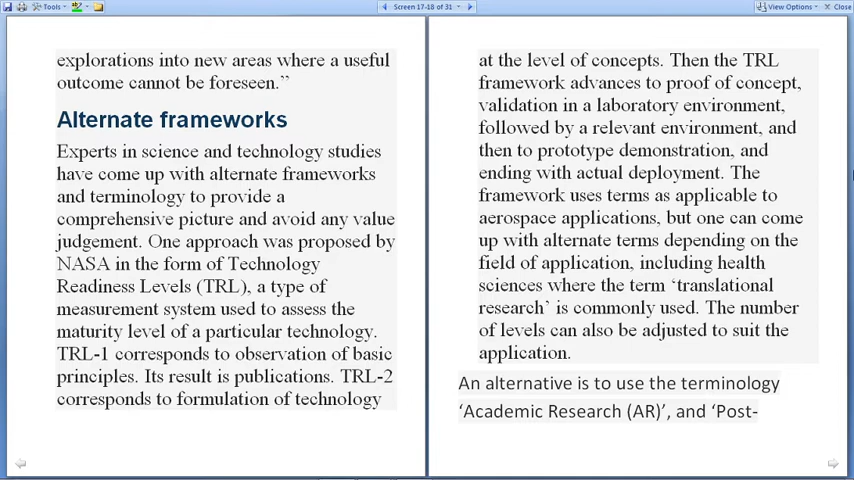 Tools
Screen 17-18 of 31
View Options
Close
explorations into new areas where a useful
outcome cannot be foreseen.”
Alternate frameworks
Experts in science and technology studies
have come up with alternate frameworks
and terminology to provide a
comprehensive picture and avoid any value
judgement. One approach was proposed by
NASA in the form of Technology
Readiness Levels (TRL), a type of
measurement system used to assess the
maturity level of a particular technology.
TRL-1 corresponds to observation of basic
principles. Its result is publications. TRL-2
corresponds to formulation of technology
at the level of concepts. Then the TRL
framework advances to proof of concept,
validation in a laboratory environment,
followed by a relevant environment, and
then to prototype demonstration, and
ending with actual deployment. The
framework uses terms as applicable to
aerospace applications, but one can come
up with alternate terms depending on the
field of application, including health
sciences where the term ‘translational
research’ is commonly used. The number
of levels can also be adjusted to suit the
application.
An alternative is to use the terminology
‘Academic Research (AR)’, and ‘Post-